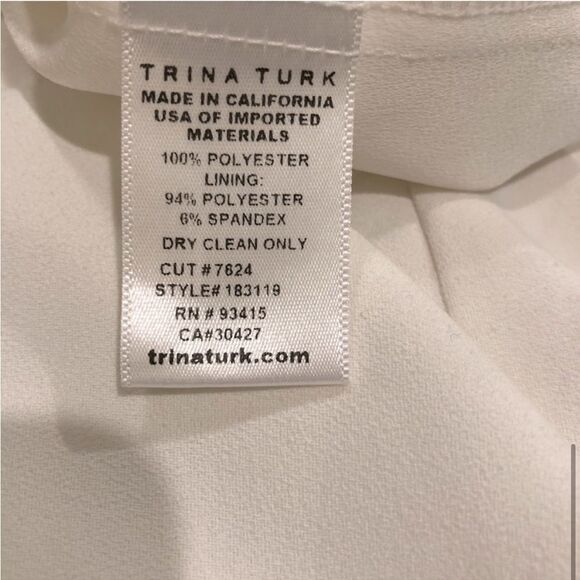 TRINA TURK
MADE IN CALIFORNIA
USA OF IMPORTED
MATERIALS
100% POLYESTER
LINING:
94% POLYESTER
6% SPANDEX
DRY CLEAN ONLY
CUT #7624
STYLE# 183119
RN # 93415
CA#30427
trinaturk.com